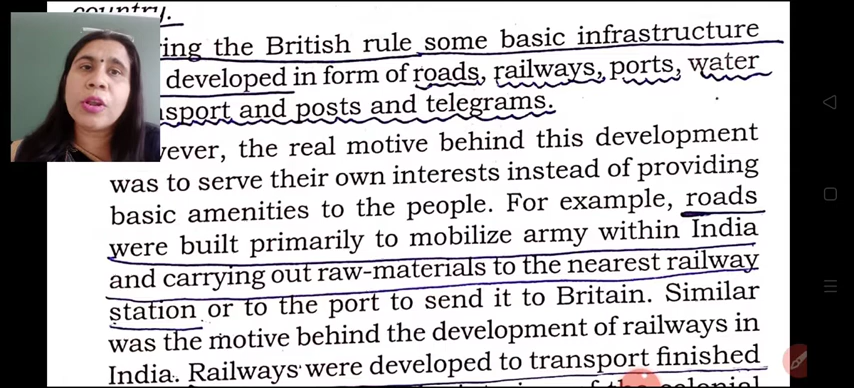 country.
ing the British rule some basic infrastructure
developed in form of roads, railways, ports, water
sport and posts and telegrams.
ever, the real motive behind this development
was to serve their own interests instead of providing
basic amenities to the people. For example, roads
were built primarily to mobilize army within India
and carrying out raw-materials to the nearest railway
station or to the port to send it to Britain. Similar
was the motive behind the development of railways in
India. Railways were developed to transport finished
of the colonial